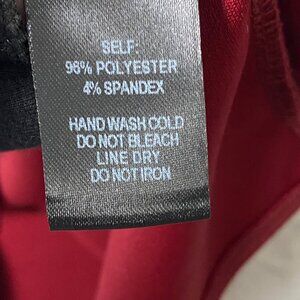 SELF:
96% POLYESTER
4% SPANDEX
HAND WASH COLD
DO NOT BLEACH
LINE DRY
DO NOT IRON